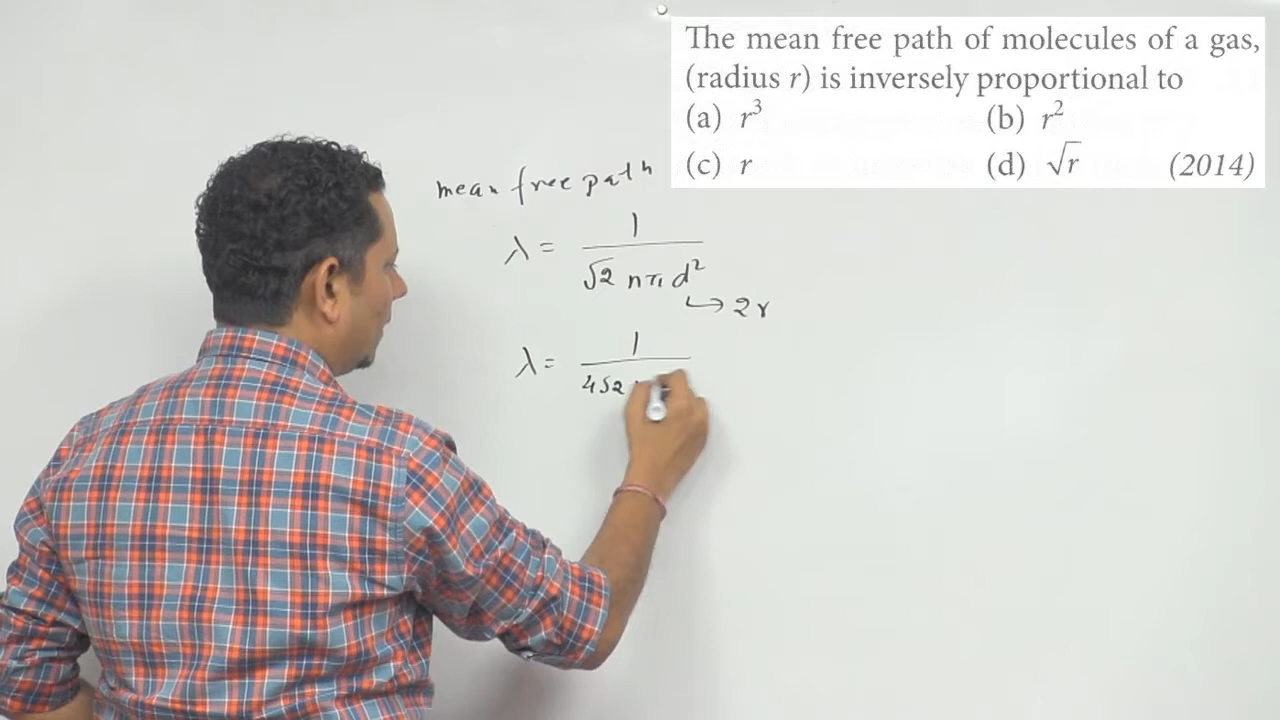 The mean free path of molecules of a gas,
(radius r) is inversely proportional to
(a) r³ (b) r²
(c) r (d) √r (2014)
mean free path
λ = 1 / √2 nπ d²
↳ 2r
λ = 1 / 4√2